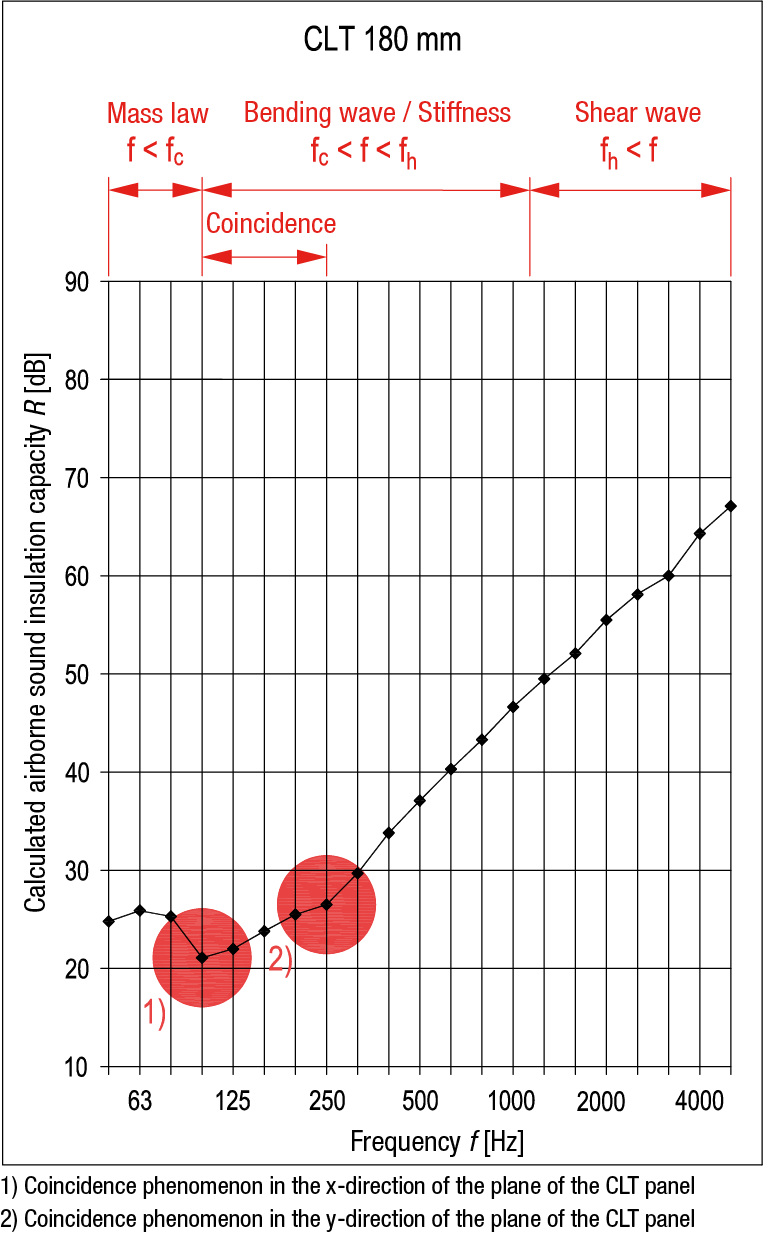 CLT 180 mm
Mass law
f < fc
Bending wave / Stiffness
fc < f < fh
Shear wave
fh < f
Coincidence
Calculated airborne sound insulation capacity R [dB]
90
80
70
60
50
40
30
20
10
1)
2)
63 125 250 500 1000 2000 4000
Frequency f [Hz]
1) Coincidence phenomenon in the x-direction of the plane of the CLT panel
2) Coincidence phenomenon in the y-direction of the plane of the CLT panel